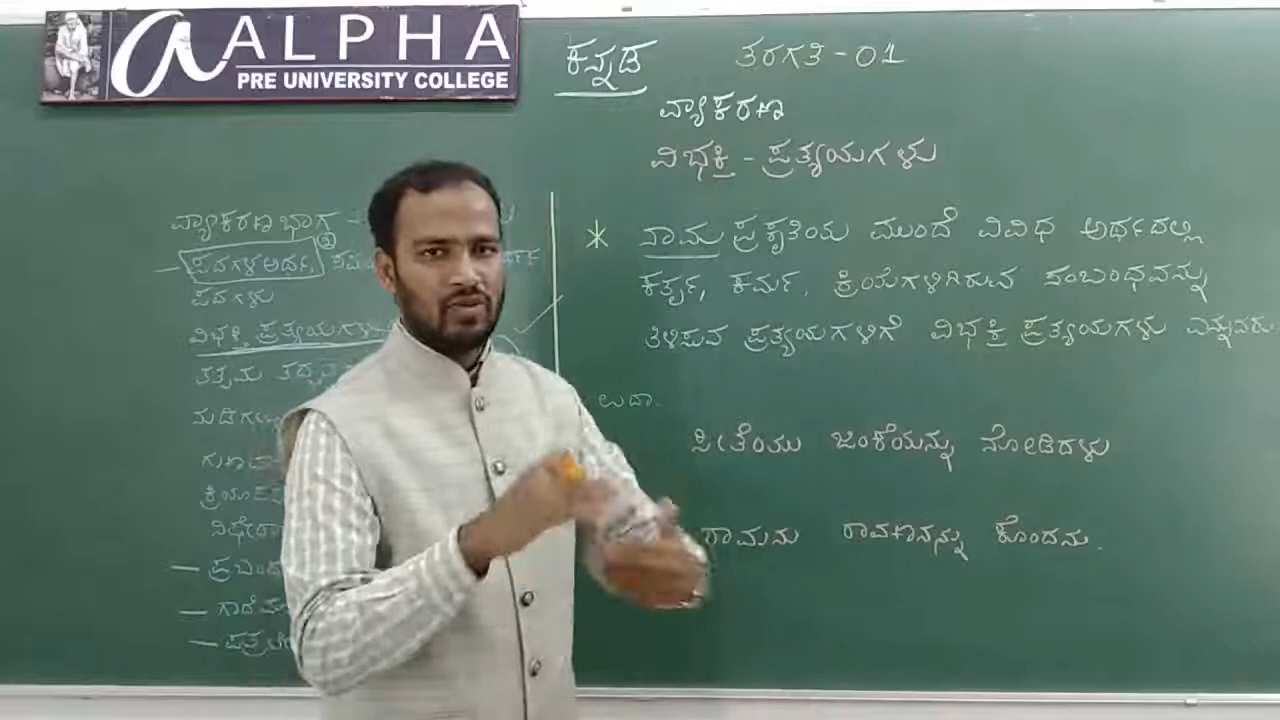 a ALPHA
PRE UNIVERSITY COLLEGE
ಕನ್ನಡ ತರಗತಿ - 01
ವ್ಯಾಕರಣ
ವಿಭಕ್ತಿ - ಪ್ರತ್ಯಯಗಳು
ವ್ಯಾಕರಣ ಭಾಗ -
ಪದಗಳ ಅರ್ಥ,
ಪದಗಳು
ವಿಭಕ್ತಿ ಪ್ರತ್ಯಯಗಳು
ತತ್ಸಮ
* ನಾಮ ಪ್ರಕೃತಿಯ ಮುಂದೆ ವಿವಿಧ ಅರ್ಥದಲ್ಲಿ
ಕರ್ತೃ, ಕರ್ಮ, ಕ್ರಿಯೆಗಳಿಗಿರುವ ಸಂಬಂಧವನ್ನು
ತಿಳಿಸುವ ಪ್ರತ್ಯಯಗಳಿಗೆ ವಿಭಕ್ತಿ ಪ್ರತ್ಯಯಗಳು ಎನ್ನುವರು
ಉದಾ.
ಸೀತೆಯು ಜಿಂಕೆಯನ್ನು ನೋಡಿದಳು
ರಾಮನು ರಾವಣನನ್ನು ಕೊಂದನು.